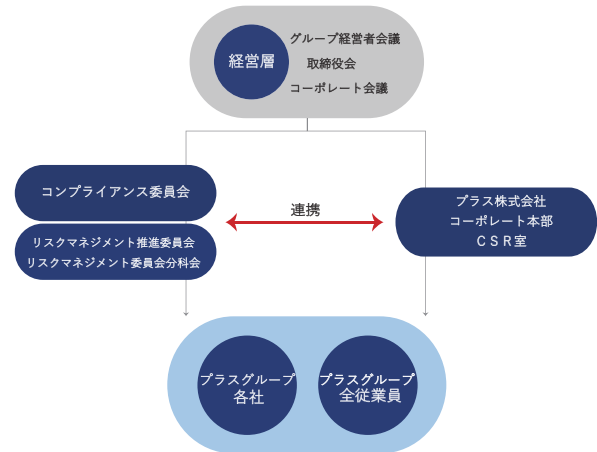 経営層
グループ経営者会議
取締役会
コーポレート会議
コンプライアンス委員会
リスクマネジメント推進委員会
リスクマネジメント委員会分科会
連携
プラス株式会社
コーポレート本部
ＣＳＲ室
プラスグループ
各社
プラスグループ
全従業員